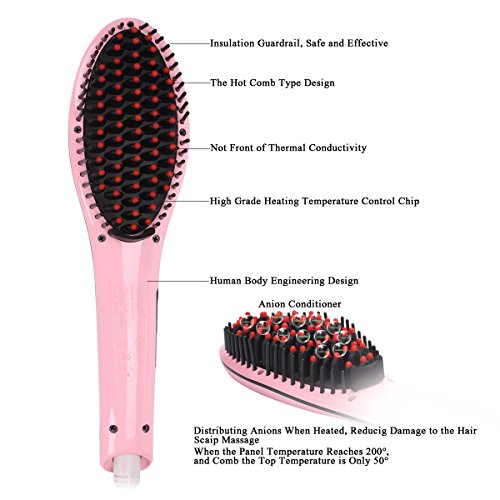 Insulation Guardrail, Safe and Effective
The Hot Comb Type Design
Not Front of Thermal Conductivity
High Grade Heating Temperature Control Chip
Human Body Engineering Design
Anion Conditioner
Distributing Anions When Heated, Reducig Damage to the Hair
Scaip Massage
When the Panel Temperature Reaches 200°,
and Comb the Top Temperature is Only 50°